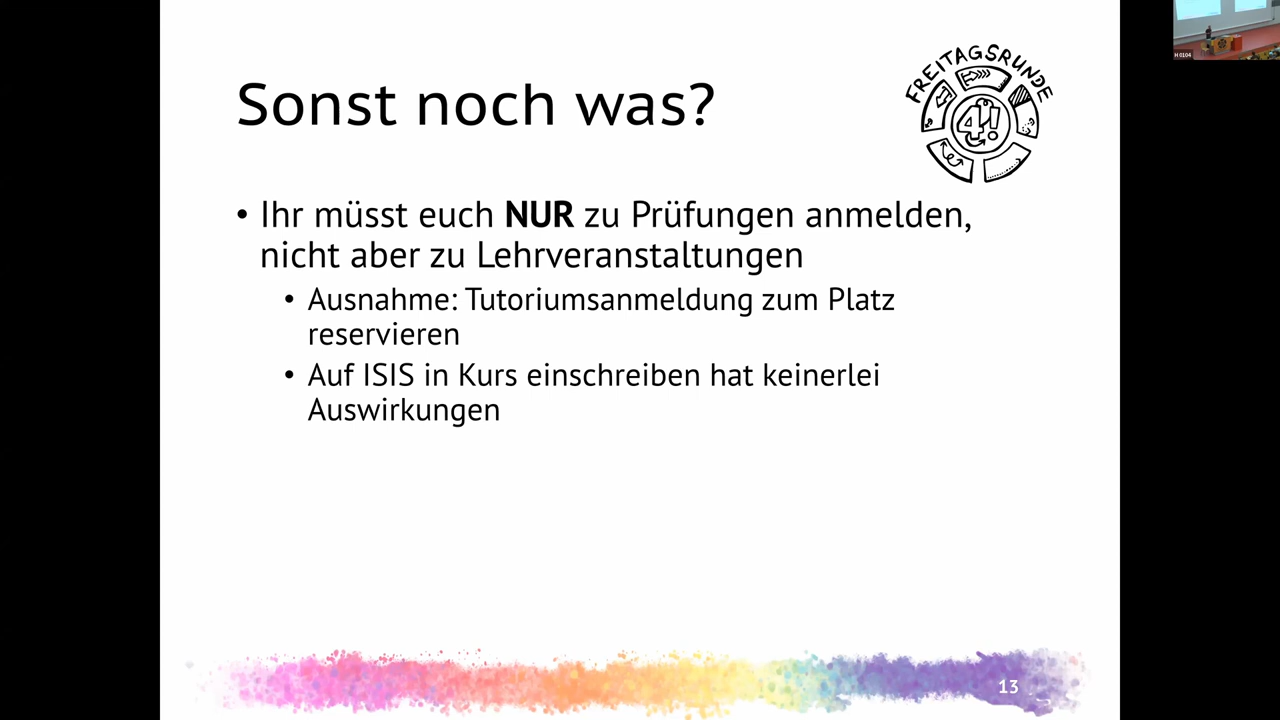 Sonst noch was?
FREITAGSRUNDE
4!
• Ihr müsst euch NUR zu Prüfungen anmelden,
nicht aber zu Lehrveranstaltungen
• Ausnahme: Tutoriumsanmeldung zum Platz
reservieren
• Auf ISIS in Kurs einschreiben hat keinerlei
Auswirkungen
13
H 0104